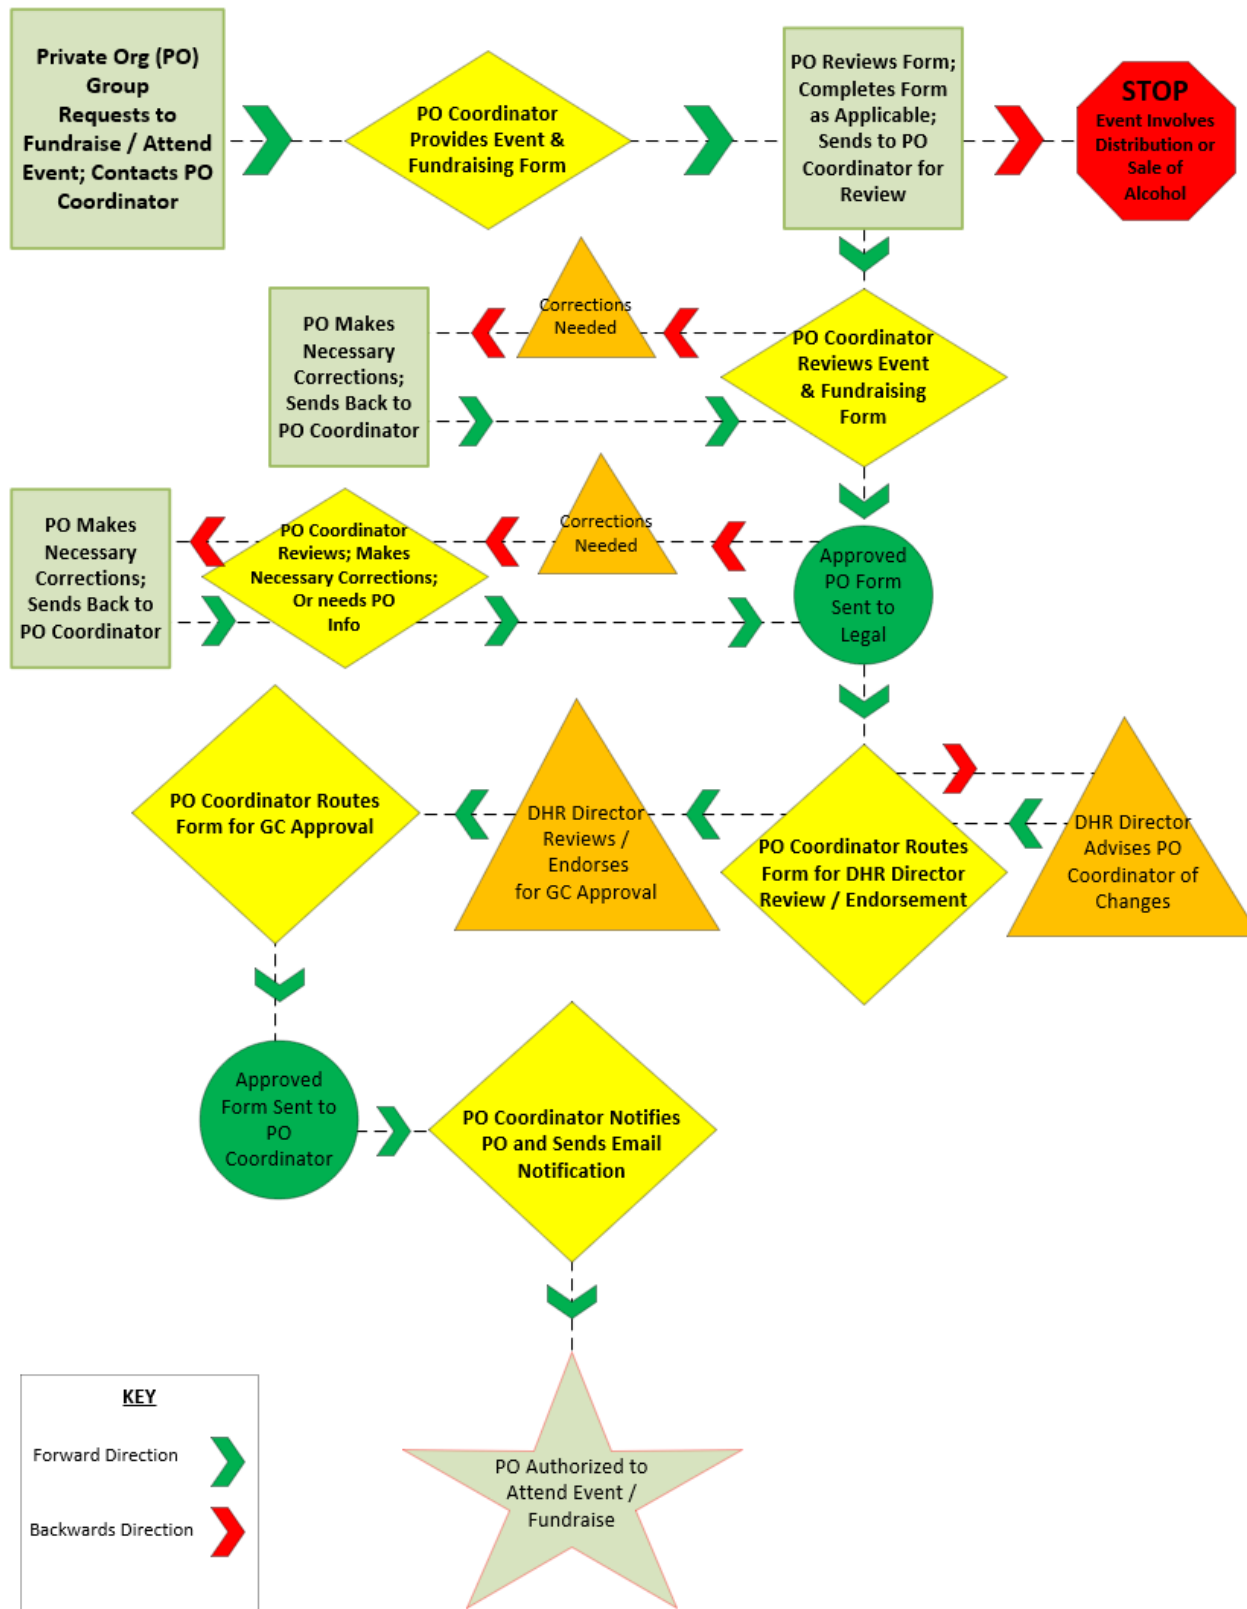 Private Org (PO)
Group
Requests to
Fundraise / Attend
Event; Contacts PO
Coordinator
PO Coordinator
Provides Event &
Fundraising Form
PO Reviews Form;
Completes Form
as Applicable;
Sends to PO
Coordinator for
Review
STOP
Event Involves
Distribution or
Sale of
Alcohol
PO Makes
Necessary
Corrections;
Sends Back to
PO Coordinator
Corrections
Needed
PO Coordinator
Reviews Event
& Fundraising
Form
PO Makes
Necessary
Corrections;
Sends Back to
PO Coordinator
PO Coordinator
Reviews; Makes
Necessary Corrections;
Or needs PO
Info
Corrections
Needed
Approved
PO Form
Sent to
Legal
PO Coordinator Routes
Form for GC Approval
DHR Director
Reviews /
Endorses
for GC Approval
PO Coordinator Routes
Form for DHR Director
Review / Endorsement
DHR Director
Advises PO
Coordinator of
Changes
Approved
Form Sent to
PO
Coordinator
PO Coordinator Notifies
PO and Sends Email
Notification
KEY
Forward Direction
Backwards Direction
PO Authorized to
Attend Event /
Fundraise